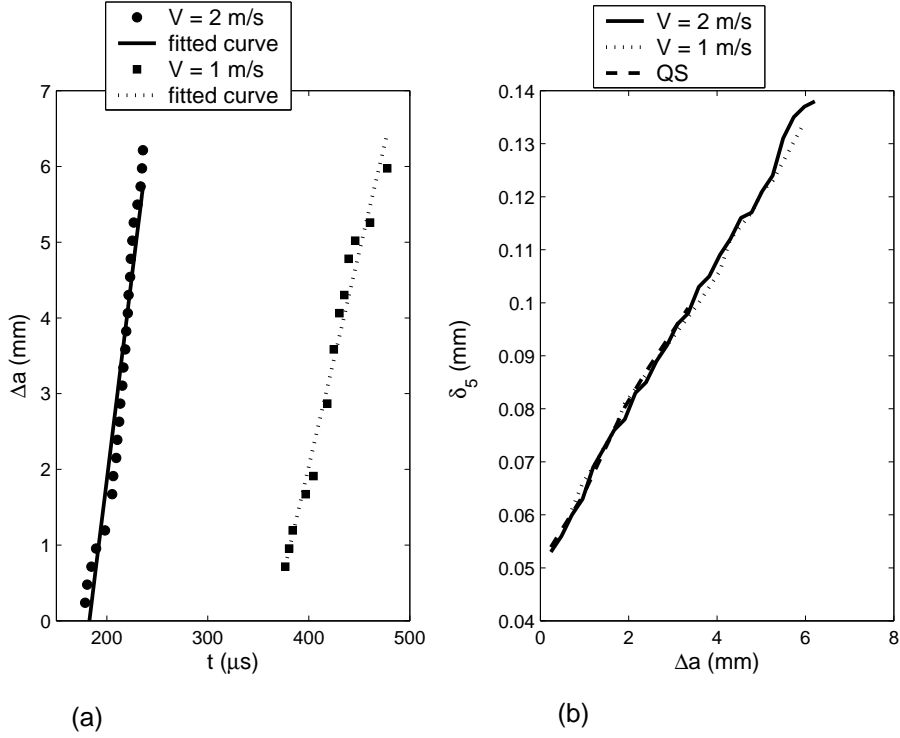 V = 2 m/s
fitted curve
V = 1 m/s
fitted curve
7
6
5
4
3
2
1
0
Δa (mm)
200
300
400
500
t (μs)
(a)
V = 2 m/s
V = 1 m/s
QS
0.14
0.13
0.12
0.11
0.1
0.09
0.08
0.07
0.06
0.05
0.04
δ5 (mm)
0
2
4
6
8
Δa (mm)
(b)